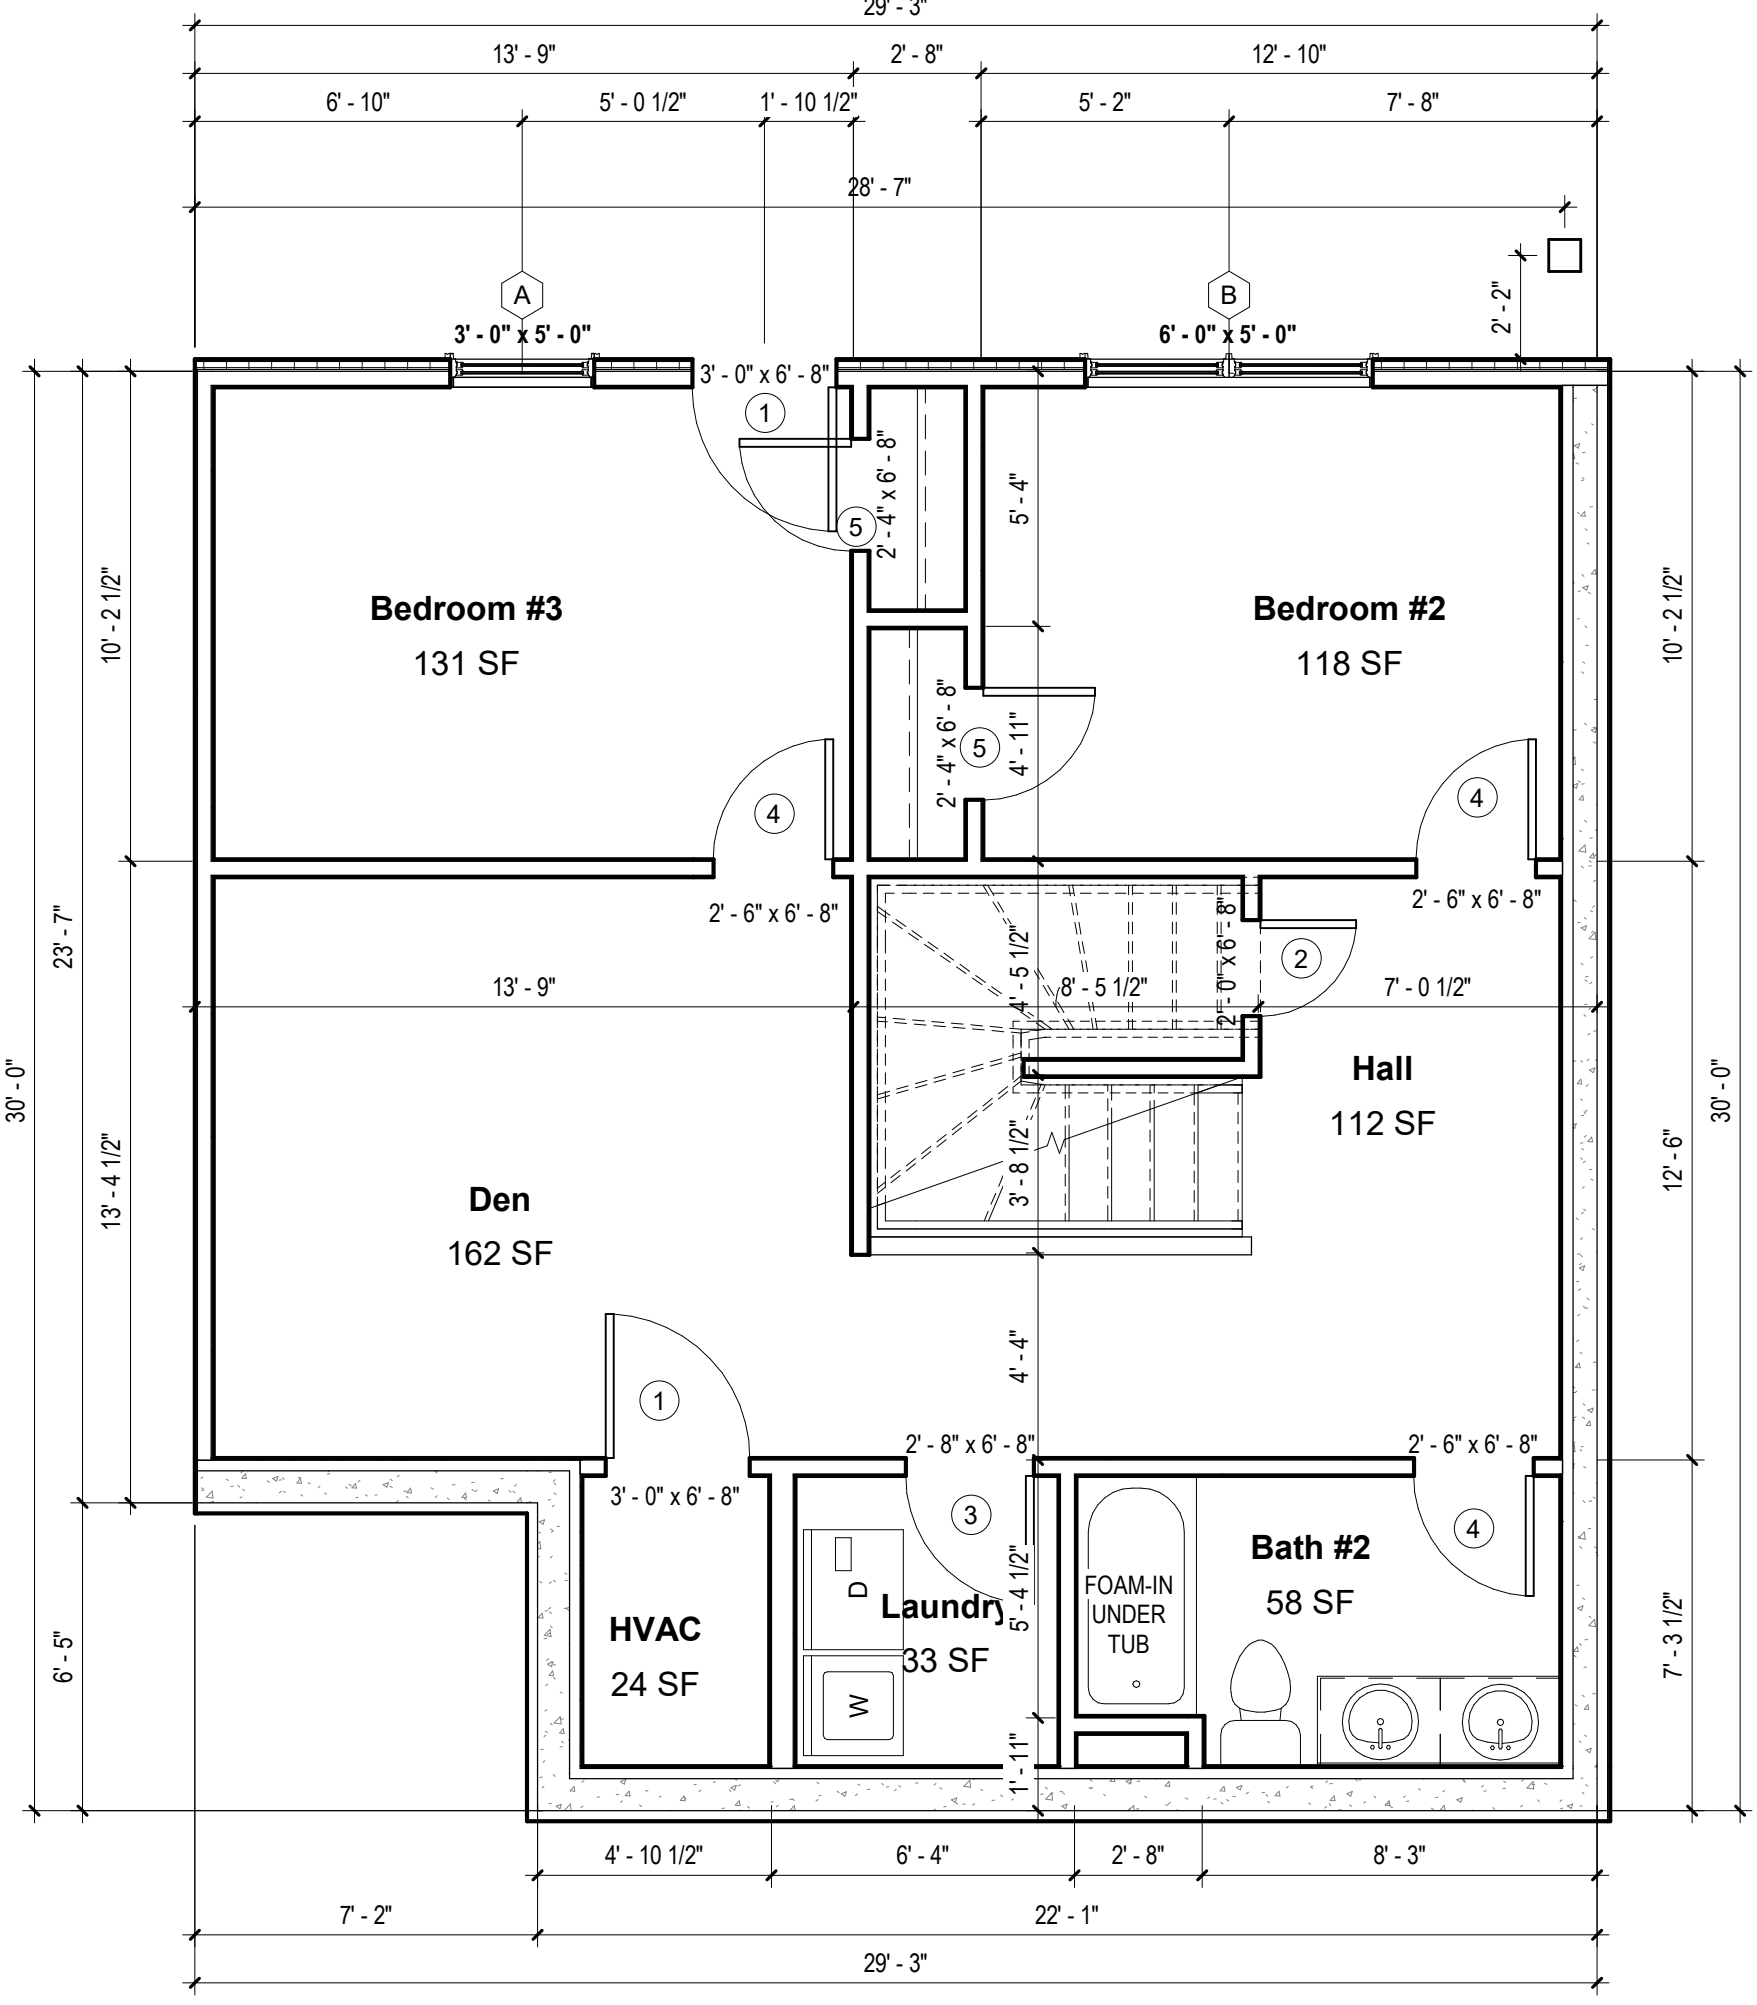 29' - 3"
13' - 9"
2' - 8"
12' - 10"
6' - 10"
5' - 0 1/2"
1' - 10 1/2"
5' - 2"
7' - 8"
28' - 7"
A
B
2' - 2"
3' - 0" x 5' - 0"
6' - 0" x 5' - 0"
3' - 0" x 6' - 8"
1
2' - 4" x 6' - 8"
5
5' - 4"
10' - 2 1/2"
Bedroom #3
131 SF
Bedroom #2
118 SF
10' - 2 1/2"
2' - 4" x 6' - 8"
5
4' - 11"
4
4
2' - 6" x 6' - 8"
2' - 6" x 6' - 8"
23' - 7"
4' - 5 1/2"
2' - 0" x 6' - 8"
2
13' - 9"
8' - 5 1/2"
7' - 0 1/2"
30' - 0"
Hall
112 SF
30' - 0"
13' - 4 1/2"
3' - 8 1/2"
12' - 6"
Den
162 SF
4' - 4"
1
2' - 8" x 6' - 8"
2' - 6" x 6' - 8"
3' - 0" x 6' - 8"
3
4
D
5' - 4 1/2"
FOAM-IN
UNDER
TUB
Bath #2
58 SF
Laundry
33 SF
HVAC
24 SF
6' - 5"
7' - 3 1/2"
W
1' - 11"
4' - 10 1/2"
6' - 4"
2' - 8"
8' - 3"
7' - 2"
22' - 1"
29' - 3"